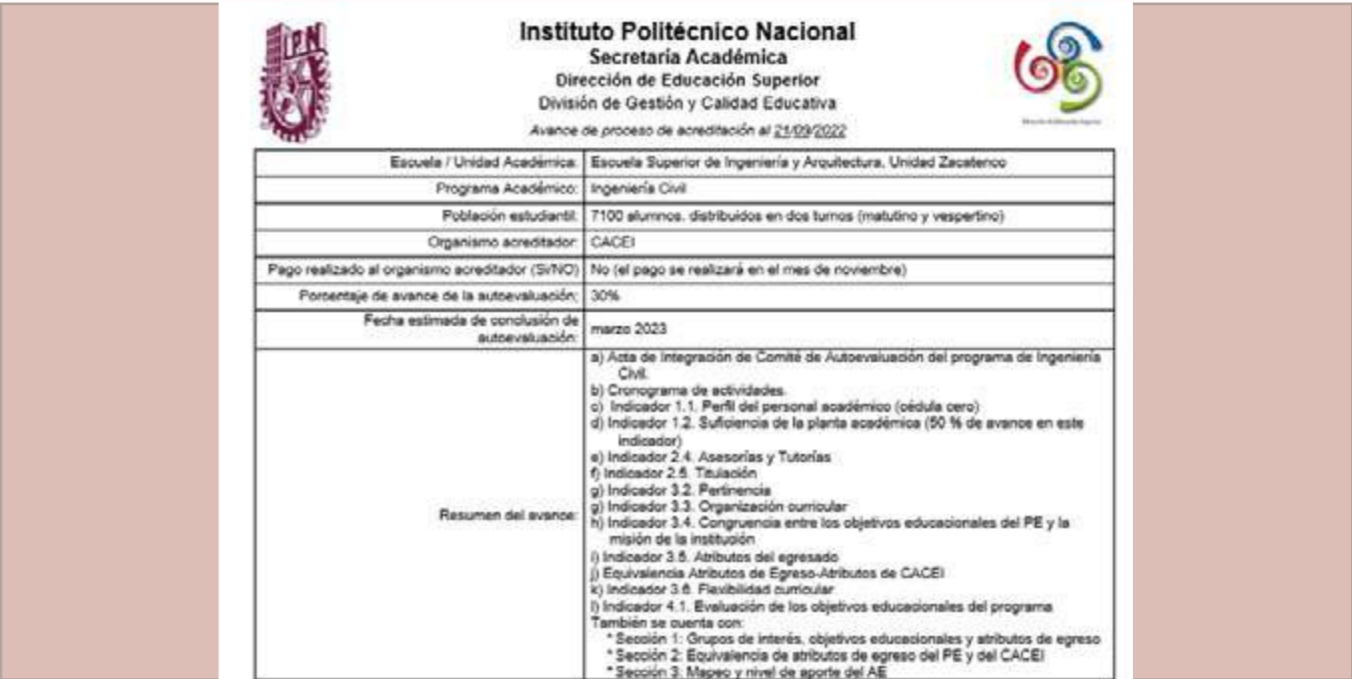 IPN
Instituto Politécnico Nacional
Secretaría Académica
Dirección de Educación Superior
División de Gestión y Calidad Educativa
Avance de proceso de acreditación al 21/09/2022
Escuela / Unidad Académica: Escuela Superior de Ingeniería y Arquitectura, Unidad Zacatenco
Programa Académico: Ingeniería Civil
Población estudiantil: 7100 alumnos, distribuidos en dos turnos (matutino y vespertino)
Organismo acreditador: CACEI
Pago realizado al organismo acreditador (SI/NO) No (el pago se realizará en el mes de noviembre)
Porcentaje de avance de la autoevaluación: 30%
Fecha estimada de conclusión de
autoevaluación: marzo 2023
Resumen del avance:
a) Acta de Integración de Comité de Autoevaluación del programa de Ingeniería
Civil.
b) Cronograma de actividades.
c) Indicador 1.1. Perfil del personal académico (cédula cero)
d) Indicador 1.2. Suficiencia de la planta académica (50 % de avance en este
indicador)
e) Indicador 2.4. Asesorías y Tutorías
f) Indicador 2.5. Titulación
g) Indicador 3.2. Pertinencia
g) Indicador 3.3. Organización curricular
h) Indicador 3.4. Congruencia entre los objetivos educacionales del PE y la
misión de la institución
i) Indicador 3.5. Atributos del egresado
j) Equivalencia Atributos de Egreso-Atributos de CACEI
k) Indicador 3.6. Flexibilidad curricular
l) Indicador 4.1. Evaluación de los objetivos educacionales del programa
También se cuenta con:
* Sección 1: Grupos de interés, objetivos educacionales y atributos de egreso
* Sección 2: Equivalencia de atributos de egreso del PE y del CACEI
* Sección 3: Mapeo y nivel de aporte del AE